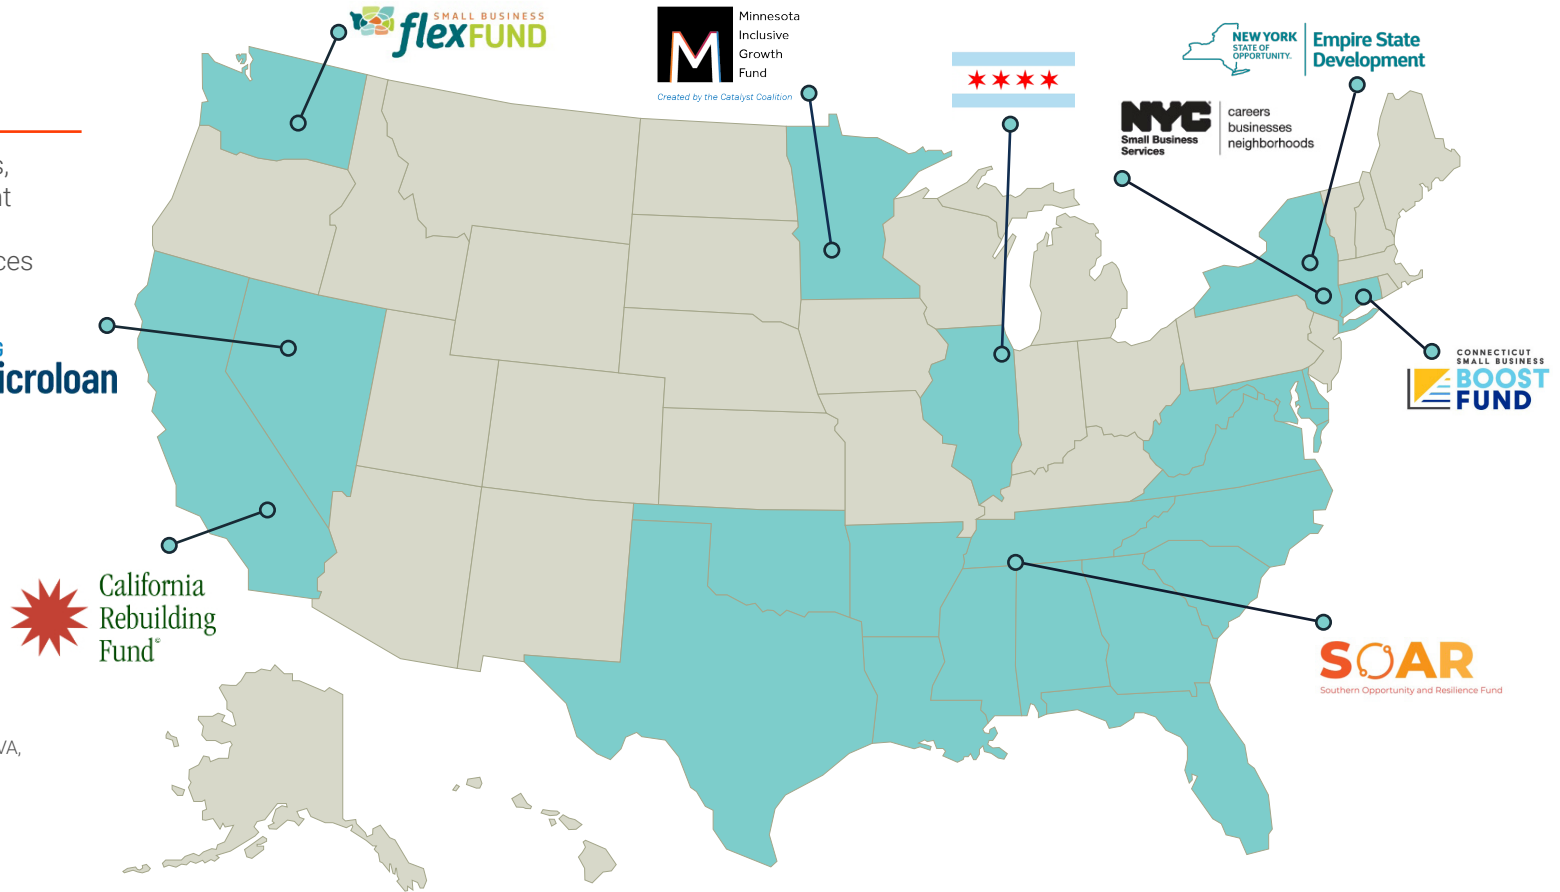 SMALL BUSINESS
flexFUND
M
Minnesota
Inclusive
Growth
Fund
Created by the Catalyst Coalition
NEW YORK
STATE OF
OPPORTUNITY.
Empire State
Development
NYC
Small Business
Services
careers
businesses
neighborhoods
s,
t
ces
G
icroloan
CONNECTICUT
SMALL BUSINESS
BOOST
FUND
California
Rebuilding
Fund©
SOAR
Southern Opportunity and Resilience Fund
VA,